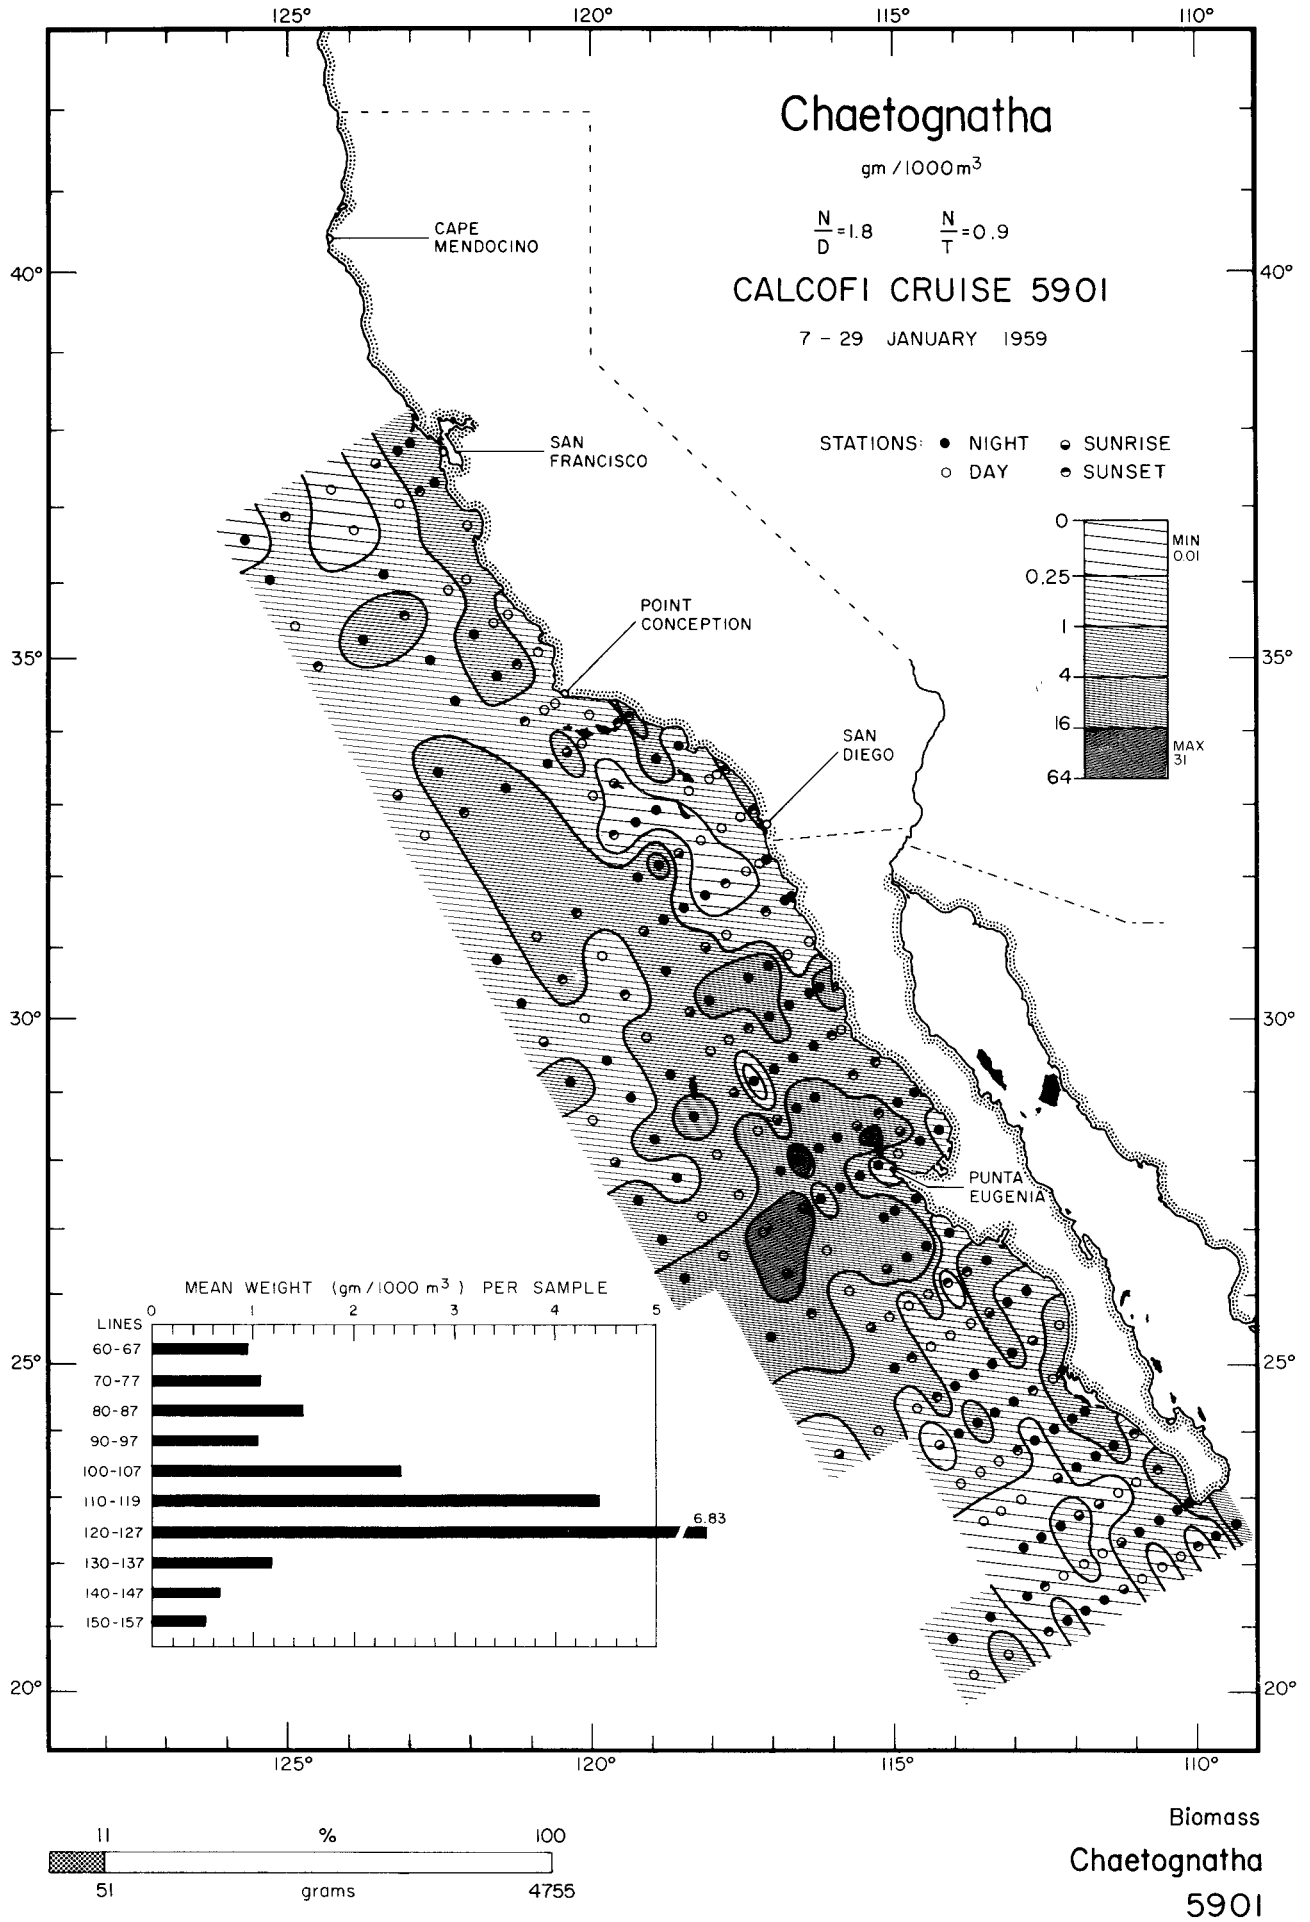 125° 120° 115° 110°
Chaetognatha
gm/1000m³
N/D=1.8 N/T=0.9
CALCOFI CRUISE 5901
7 - 29 JANUARY 1959
CAPE
MENDOCINO
40° 40°
STATIONS: ● NIGHT SUNRISE
○ DAY SUNSET
SAN
FRANCISCO
0
MIN
0.01
0.25
1
4
16
MAX
31
64
POINT
CONCEPTION
35° 35°
SAN
DIEGO
30° 30°
PUNTA
EUGENIA
MEAN WEIGHT (gm/1000 m³) PER SAMPLE
0 1 2 3 4 5
LINES
60-67
70-77
80-87
90-97
100-107
110-119
120-127 6.83
130-137
140-147
150-157
25° 25°
20° 20°
125° 120° 115° 110°
11 % 100
51 grams 4755
Biomass
Chaetognatha
5901